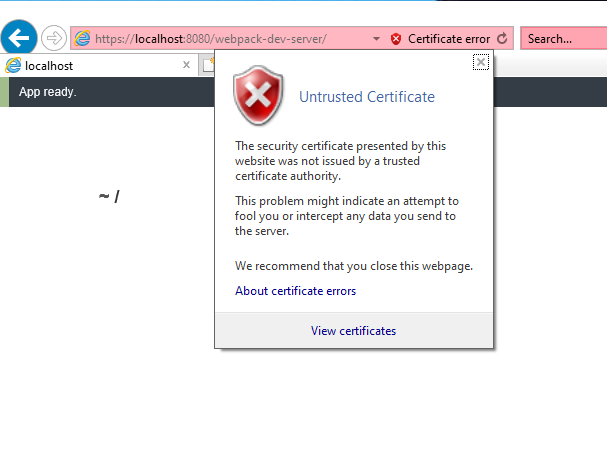 https://localhost:8080/webpack-dev-server/
Certificate error
Search...
localhost
App ready.
Untrusted Certificate
The security certificate presented by this
website was not issued by a trusted
certificate authority.
This problem might indicate an attempt to
fool you or intercept any data you send to
the server.
We recommend that you close this webpage.
About certificate errors
View certificates
~ /